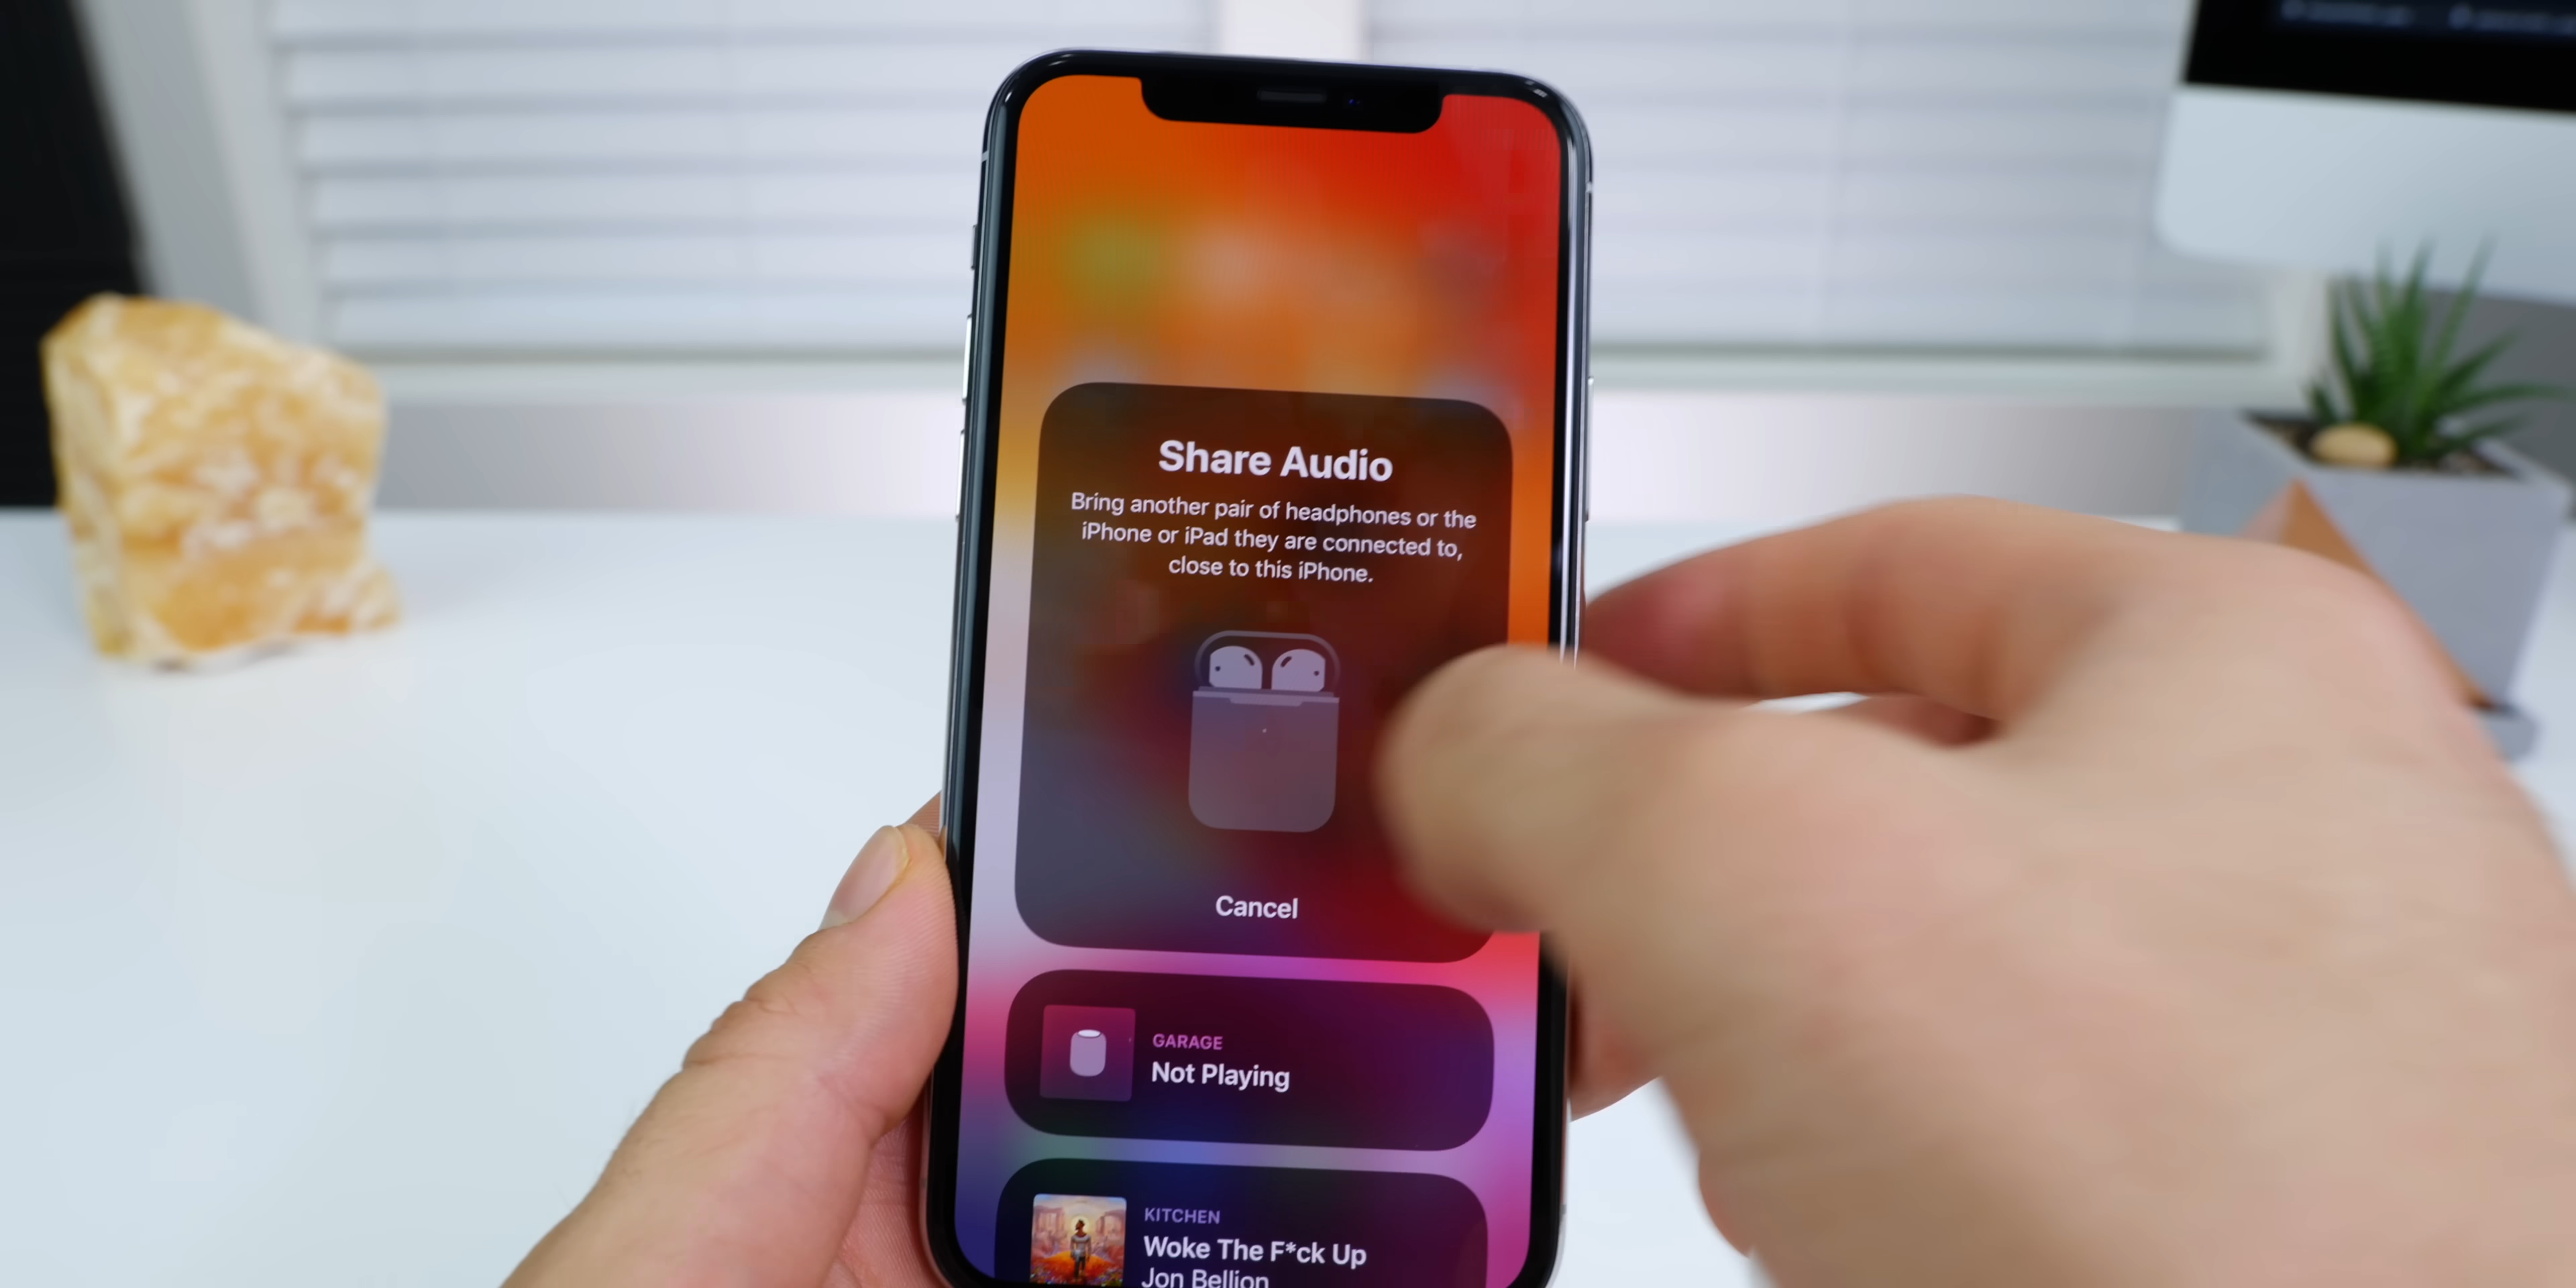 Share Audio
Bring another pair of headphones or the
iPhone or iPad they are connected to,
close to this iPhone.
Cancel
GARAGE
Not Playing
KITCHEN
Woke The F*ck Up
Jon Bellion